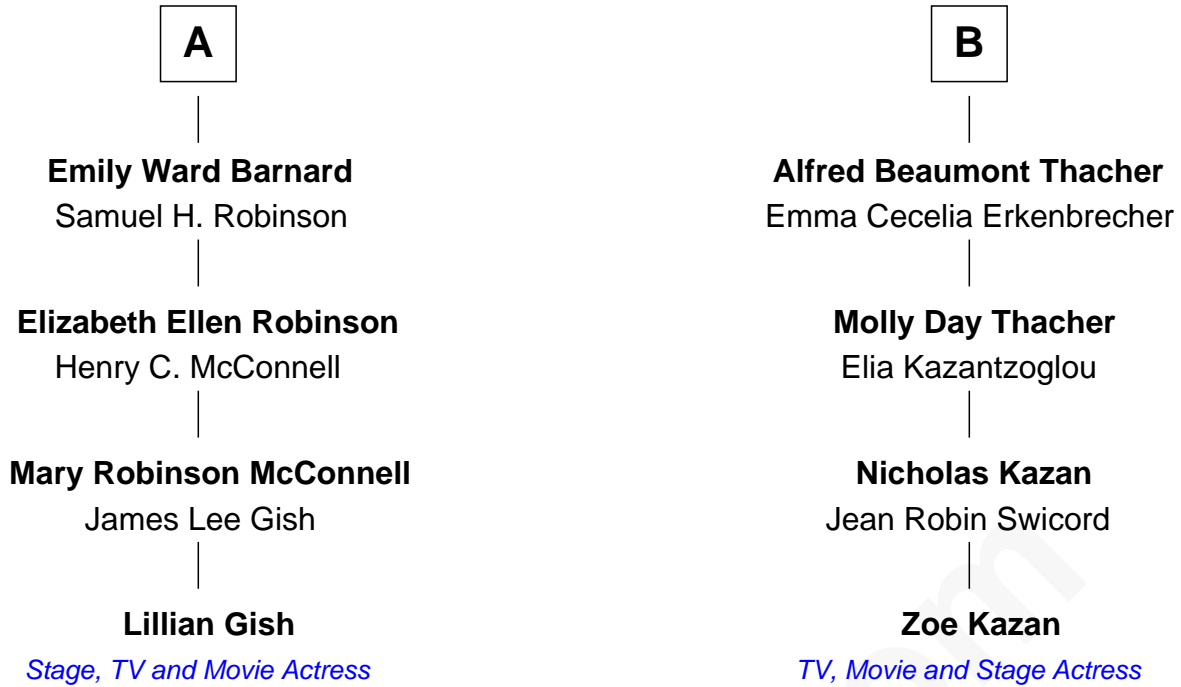 A
B
Emily Ward Barnard
Samuel H. Robinson
Alfred Beaumont Thacher
Emma Cecelia Erkenbrecher
Elizabeth Ellen Robinson
Henry C. McConnell
Molly Day Thacher
Elia Kazantzoglou
Mary Robinson McConnell
James Lee Gish
Nicholas Kazan
Jean Robin Swicord
Lillian Gish
Stage, TV and Movie Actress
Zoe Kazan
TV, Movie and Stage Actress